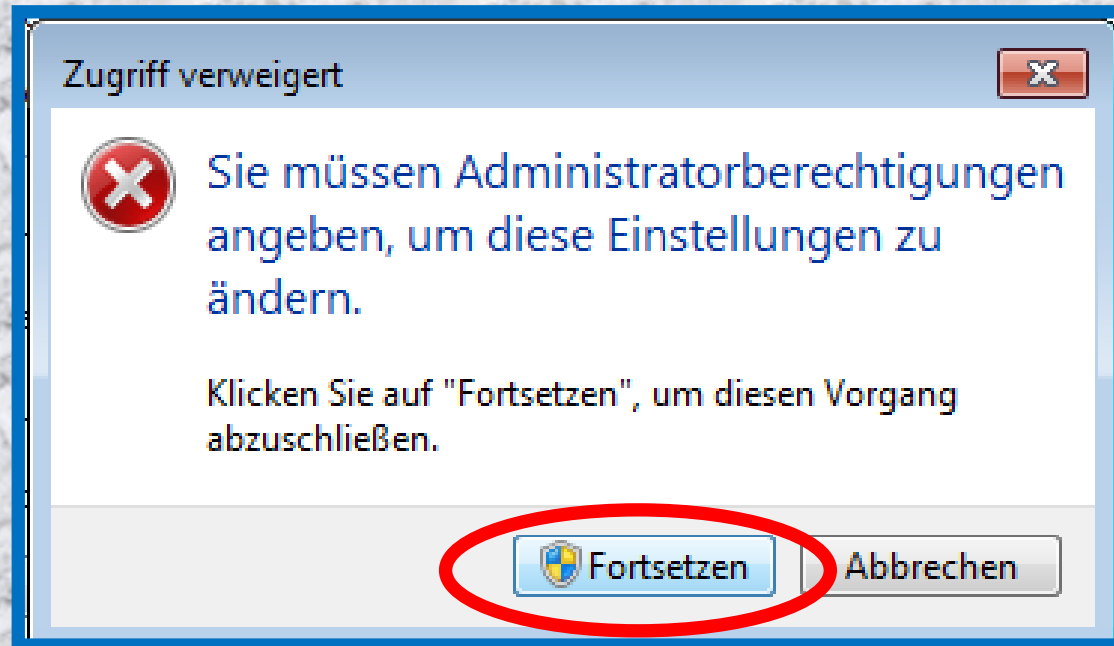 Zugriff verweigert
Sie müssen Administratorberechtigungen
angeben, um diese Einstellungen zu
ändern.
Klicken Sie auf "Fortsetzen", um diesen Vorgang
abzuschließen.
Fortsetzen Abbrechen